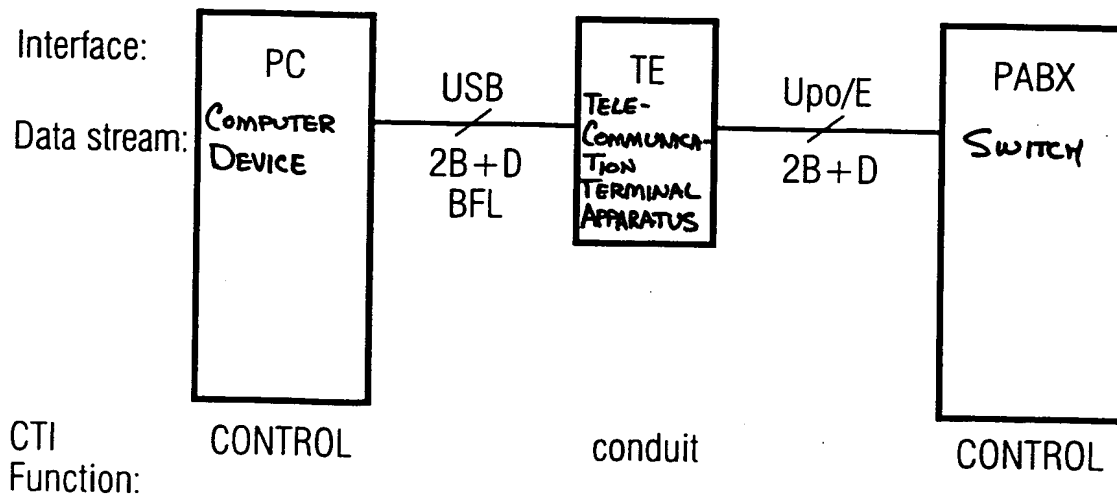 Interface:
PC
USB
TE
Upo/E
PABX
Data stream:
COMPUTER
DEVICE
2B+D
BFL
TELE-
COMMUNICA-
TION
TERMINAL
APPARATUS
2B+D
SWITCH
CTI
Function:
CONTROL
conduit
CONTROL